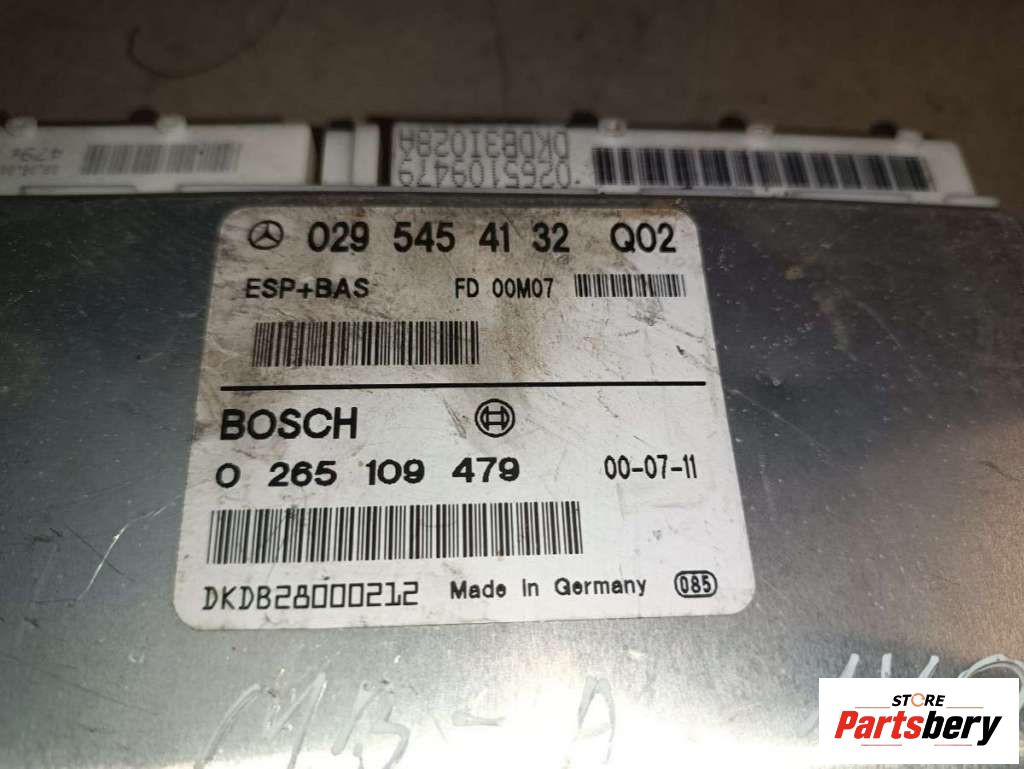 DKDB31028A
0265109479
029 545 41 32 Q02
ESP+BAS FD 00M07
BOSCH
0 265 109 479 00-07-11
DKDB28000212 Made in Germany 085
MB-A
STORE
Partsbery